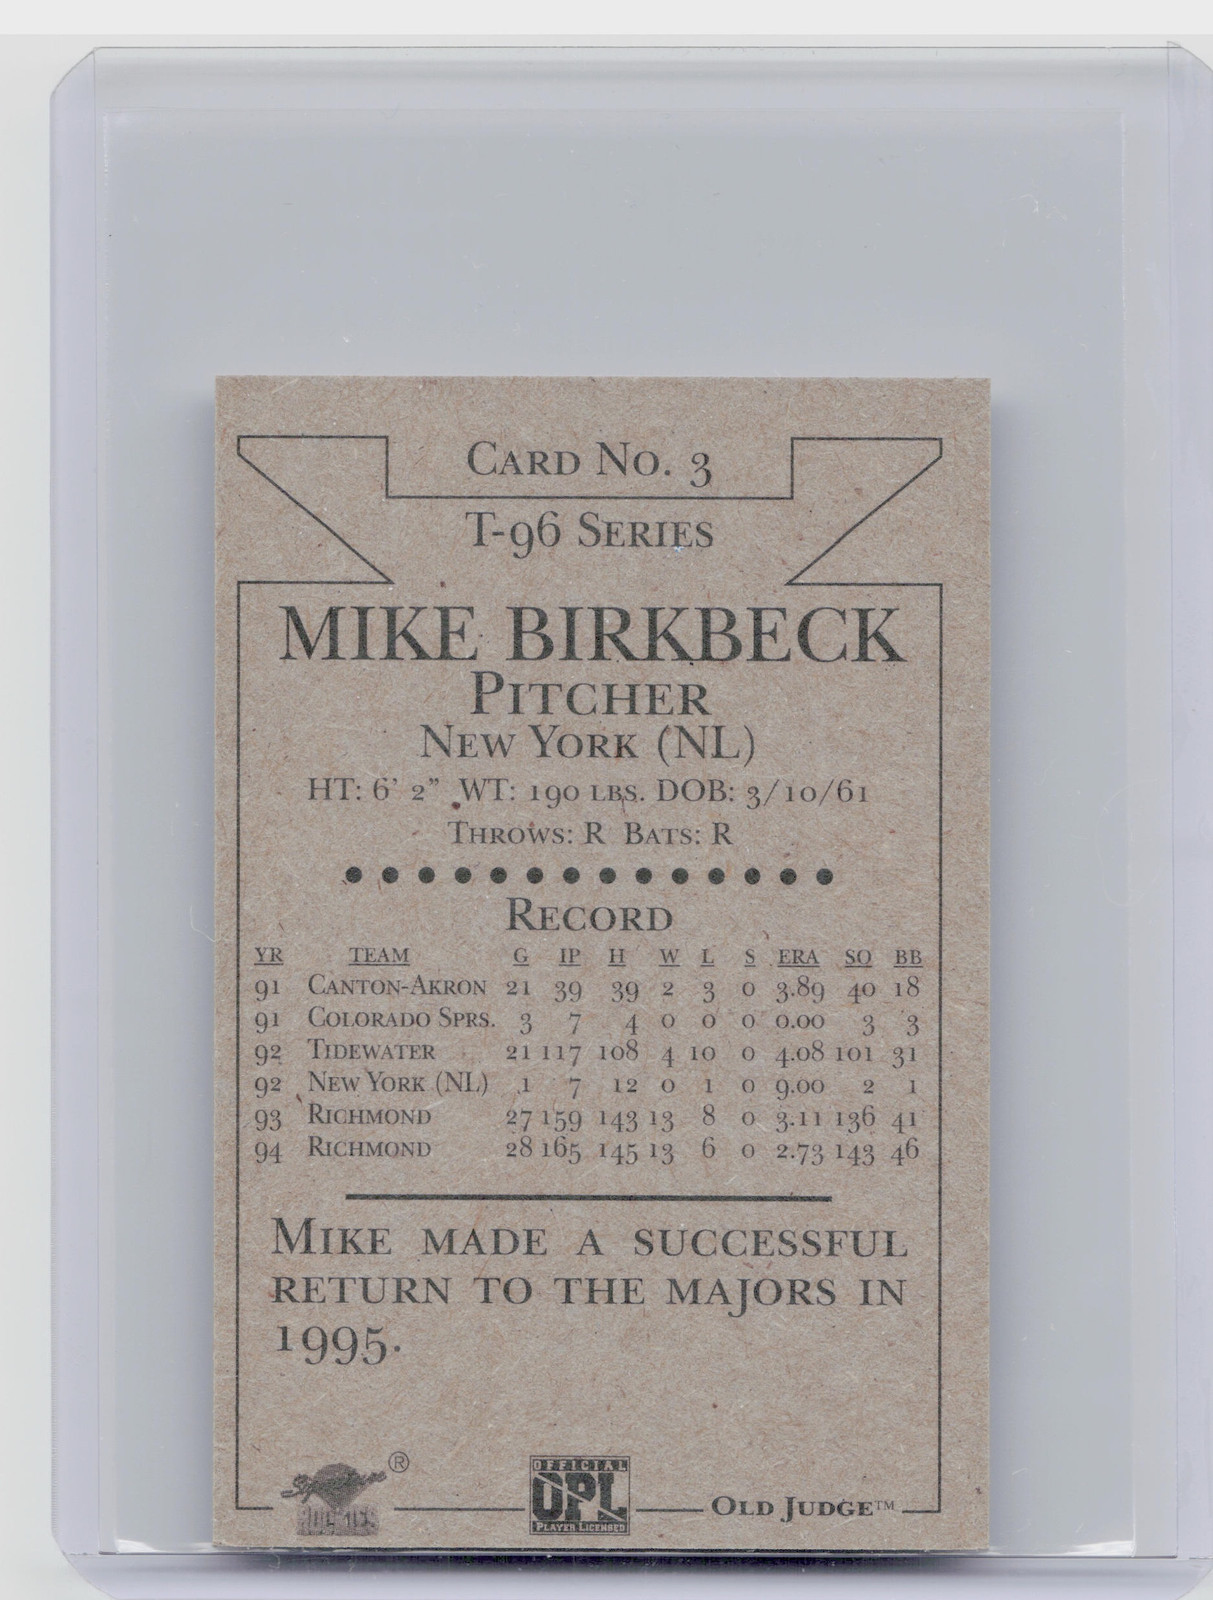 CARD NO. 3
T-96 SERIES
MIKE BIRKBECK
PITCHER
NEW YORK (NL)
HT: 6' 2" WT: 190 LBS. DOB: 3/10/61
THROWS: R BATS: R
RECORD
YR TEAM G IP H W L S ERA SO BB
91 CANTON-AKRON 21 39 39 2 3 0 3.89 40 18
91 COLORADO SPRS. 3 7 4 0 0 0 0.00 3 3
92 TIDEWATER 21 117 108 4 10 0 4.08 101 31
92 NEW YORK (NL) 1 7 12 0 1 0 9.00 2 1
93 RICHMOND 27 159 143 13 8 0 3.11 136 41
94 RICHMOND 28 165 145 13 6 0 2.73 143 46
MIKE MADE A SUCCESSFUL
RETURN TO THE MAJORS IN
1995.
Signature ®
OFFICIAL
OPL
PLAYER LICENSED
OLD JUDGE™